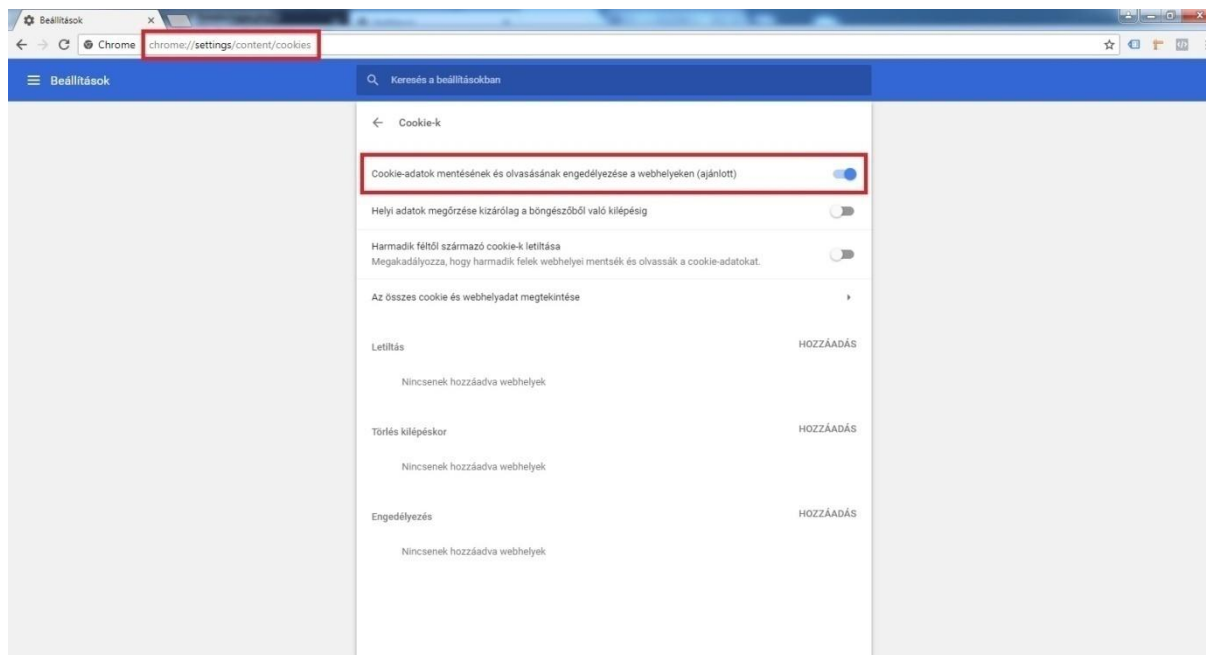 Beállítások
Chrome chrome://settings/content/cookies
Beállítások
Keresés a beállításokban
Cookie-k
Cookie-adatok mentésének és olvasásának engedélyezése a webhelyeken (ajánlott)
Helyi adatok megőrzése kizárólag a böngészőből való kilépésig
Harmadik féltől származó cookie-k letiltása
Megakadályozza, hogy harmadik felek webhelyei mentsék és olvassák a cookie-adatokat.
Az összes cookie és webhelyadat megtekintése
Letiltás HOZZÁADÁS
Nincsenek hozzáadva webhelyek
Törlés kilépéskor HOZZÁADÁS
Nincsenek hozzáadva webhelyek
Engedélyezés HOZZÁADÁS
Nincsenek hozzáadva webhelyek